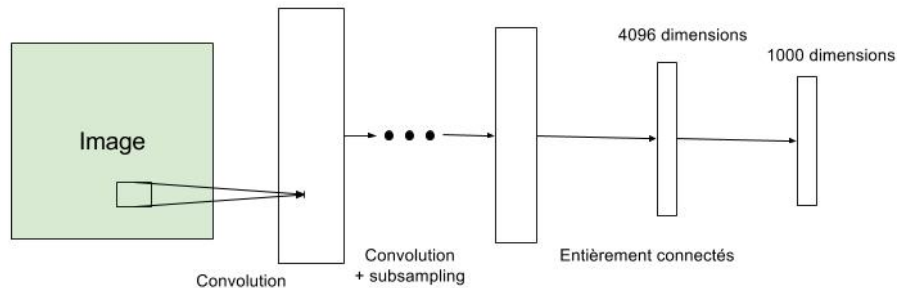 4096 dimensions
1000 dimensions
Image
Convolution
Convolution
+ subsampling
Entièrement connectés